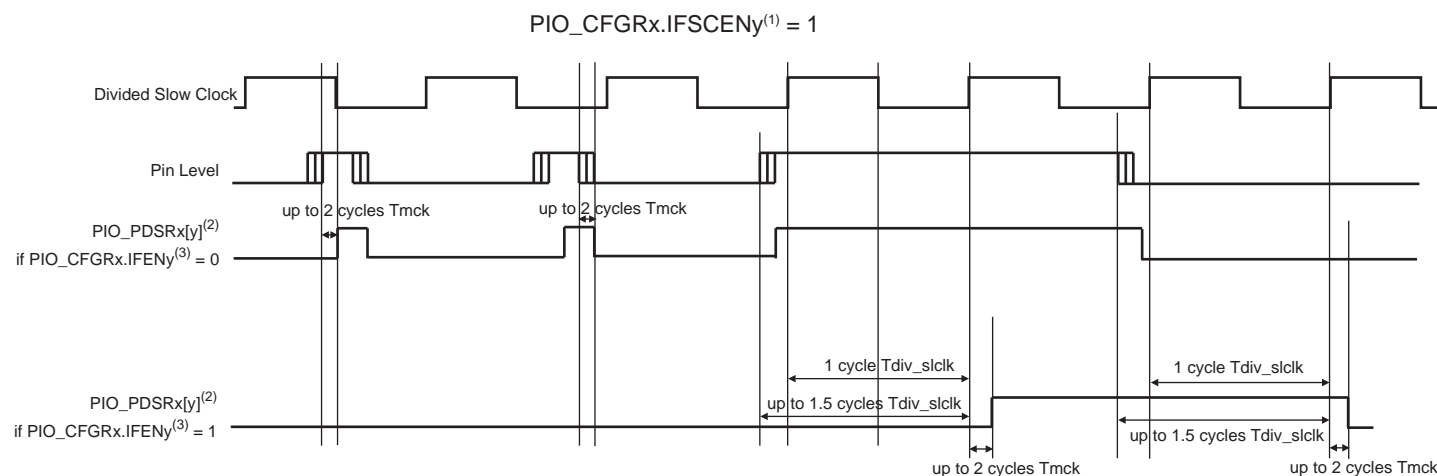 PIO_CFGRx.IFSCENy(1) = 1
Divided Slow Clock
Pin Level
up to 2 cycles Tmck
up to 2 cycles Tmck
PIO_PDSRx[y](2)
if PIO_CFGRx.IFENy(3) = 0
1 cycle Tdiv_slclk
1 cycle Tdiv_slclk
PIO_PDSRx[y](2)
up to 1.5 cycles Tdiv_slclk
if PIO_CFGRx.IFENy(3) = 1
up to 1.5 cycles Tdiv_slclk
up to 2 cycles Tmck
up to 2 cycles Tmck